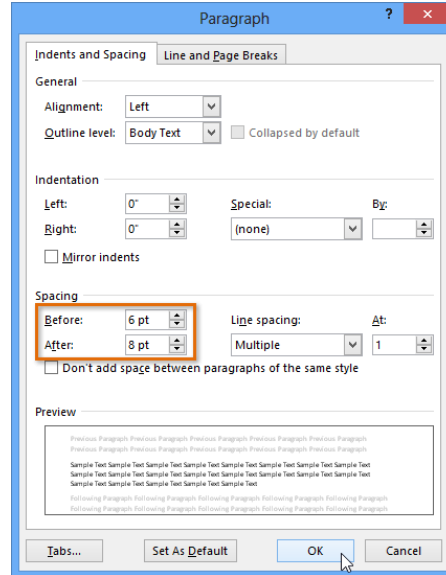 Paragraph
? ×
Indents and Spacing Line and Page Breaks
General
Alignment: Left
Outline level: Body Text Collapsed by default
Indentation
Left: 0" Special: By:
Right: 0" (none)
Mirror indents
Spacing
Before: 6 pt Line spacing: At:
After: 8 pt Multiple 1
Don't add space between paragraphs of the same style
Preview
Previous Paragraph Previous Paragraph Previous Paragraph Previous Paragraph Previous Paragraph
Previous Paragraph Previous Paragraph Previous Paragraph Previous Paragraph Previous Paragraph
Sample Text Sample Text Sample Text Sample Text Sample Text Sample Text Sample Text Sample Text
Sample Text Sample Text Sample Text Sample Text Sample Text Sample Text Sample Text Sample Text
Sample Text Sample Text Sample Text Sample Text Sample Text
Following Paragraph Following Paragraph Following Paragraph Following Paragraph Following Paragraph
Following Paragraph Following Paragraph Following Paragraph Following Paragraph Following Paragraph
Tabs... Set As Default OK Cancel